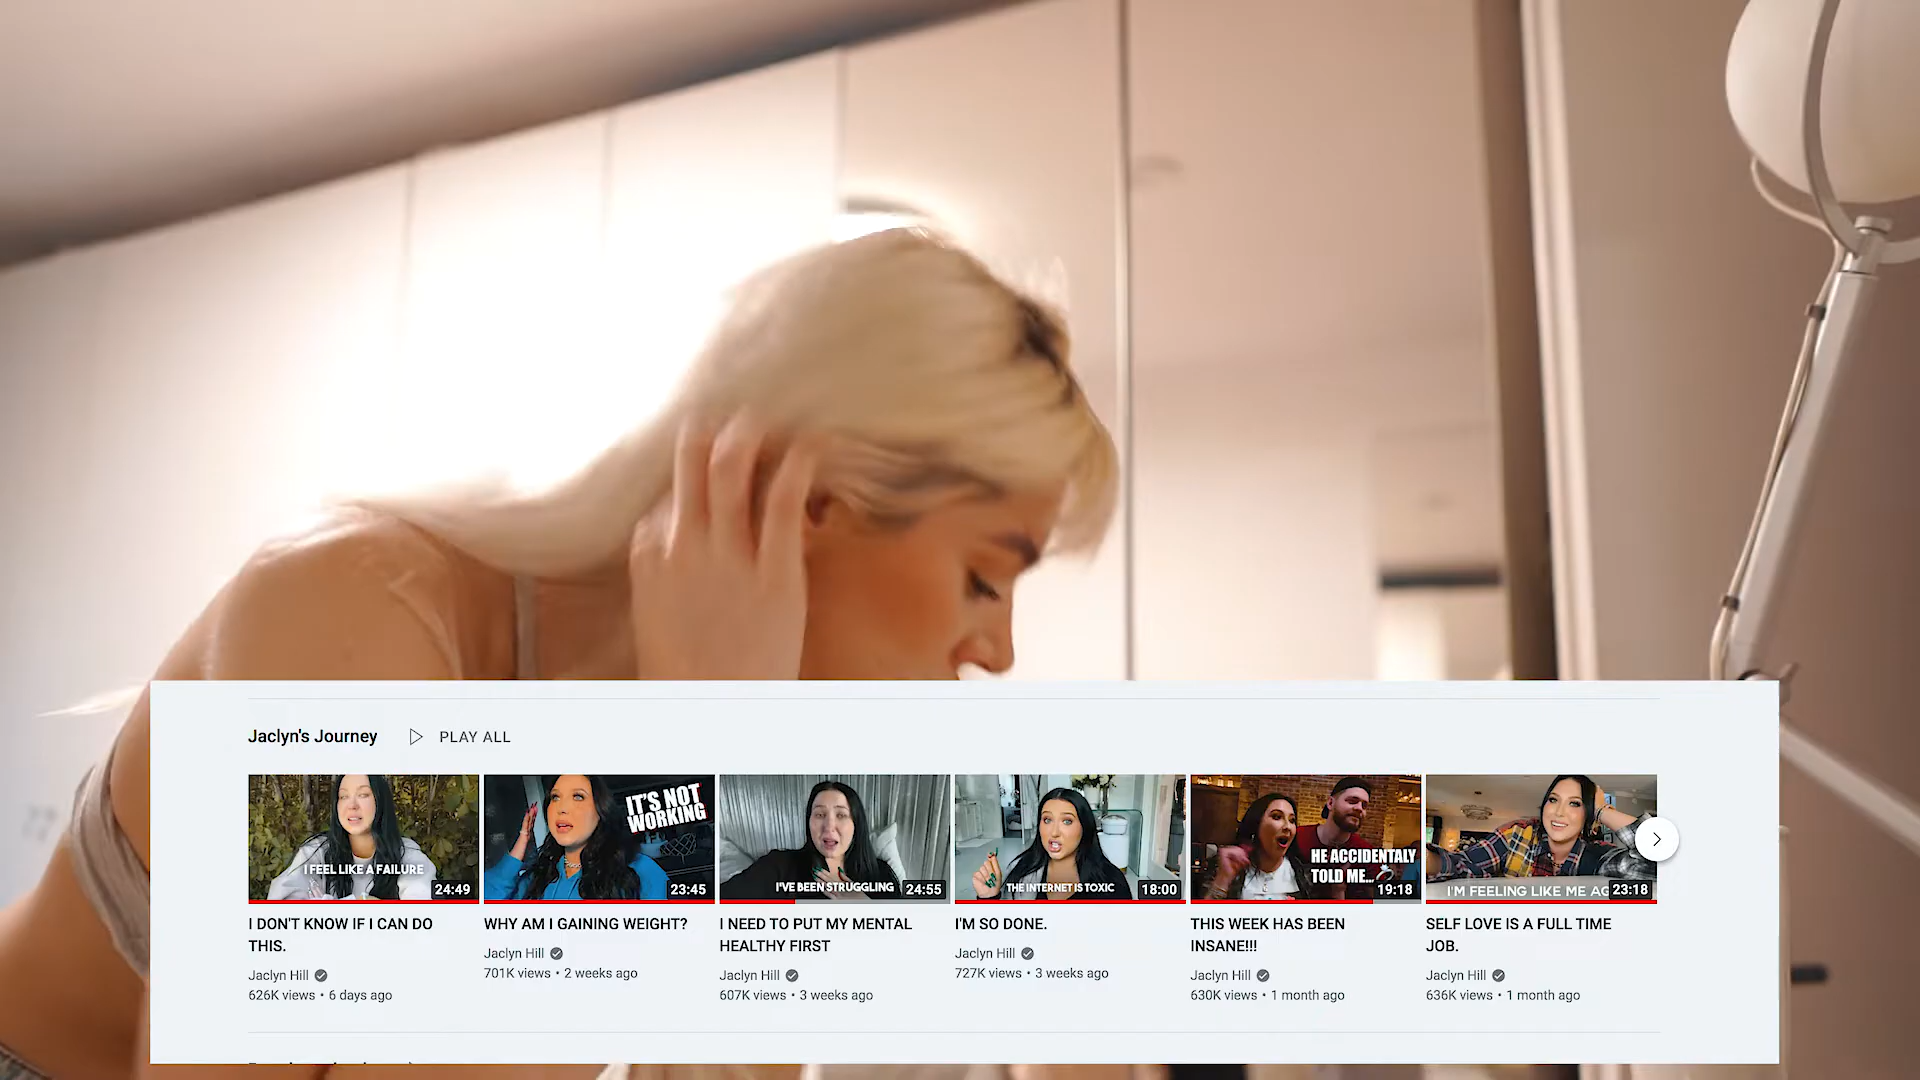 Jaclyn's Journey
PLAY ALL
I FEEL LIKE A FAILURE
24:49
IT'S NOT
WORKING
23:45
I'VE BEEN STRUGGLING
24:55
THE INTERNET IS TOXIC
18:00
HE ACCIDENTALY
TOLD ME...
19:18
I'M FEELING LIKE ME AG
23:18
I DON'T KNOW IF I CAN DO
THIS.
Jaclyn Hill
626K views • 6 days ago
WHY AM I GAINING WEIGHT?
Jaclyn Hill
701K views • 2 weeks ago
I NEED TO PUT MY MENTAL
HEALTHY FIRST
Jaclyn Hill
607K views • 3 weeks ago
I'M SO DONE.
Jaclyn Hill
727K views • 3 weeks ago
THIS WEEK HAS BEEN
INSANE!!!
Jaclyn Hill
630K views • 1 month ago
SELF LOVE IS A FULL TIME
JOB.
Jaclyn Hill
636K views • 1 month ago